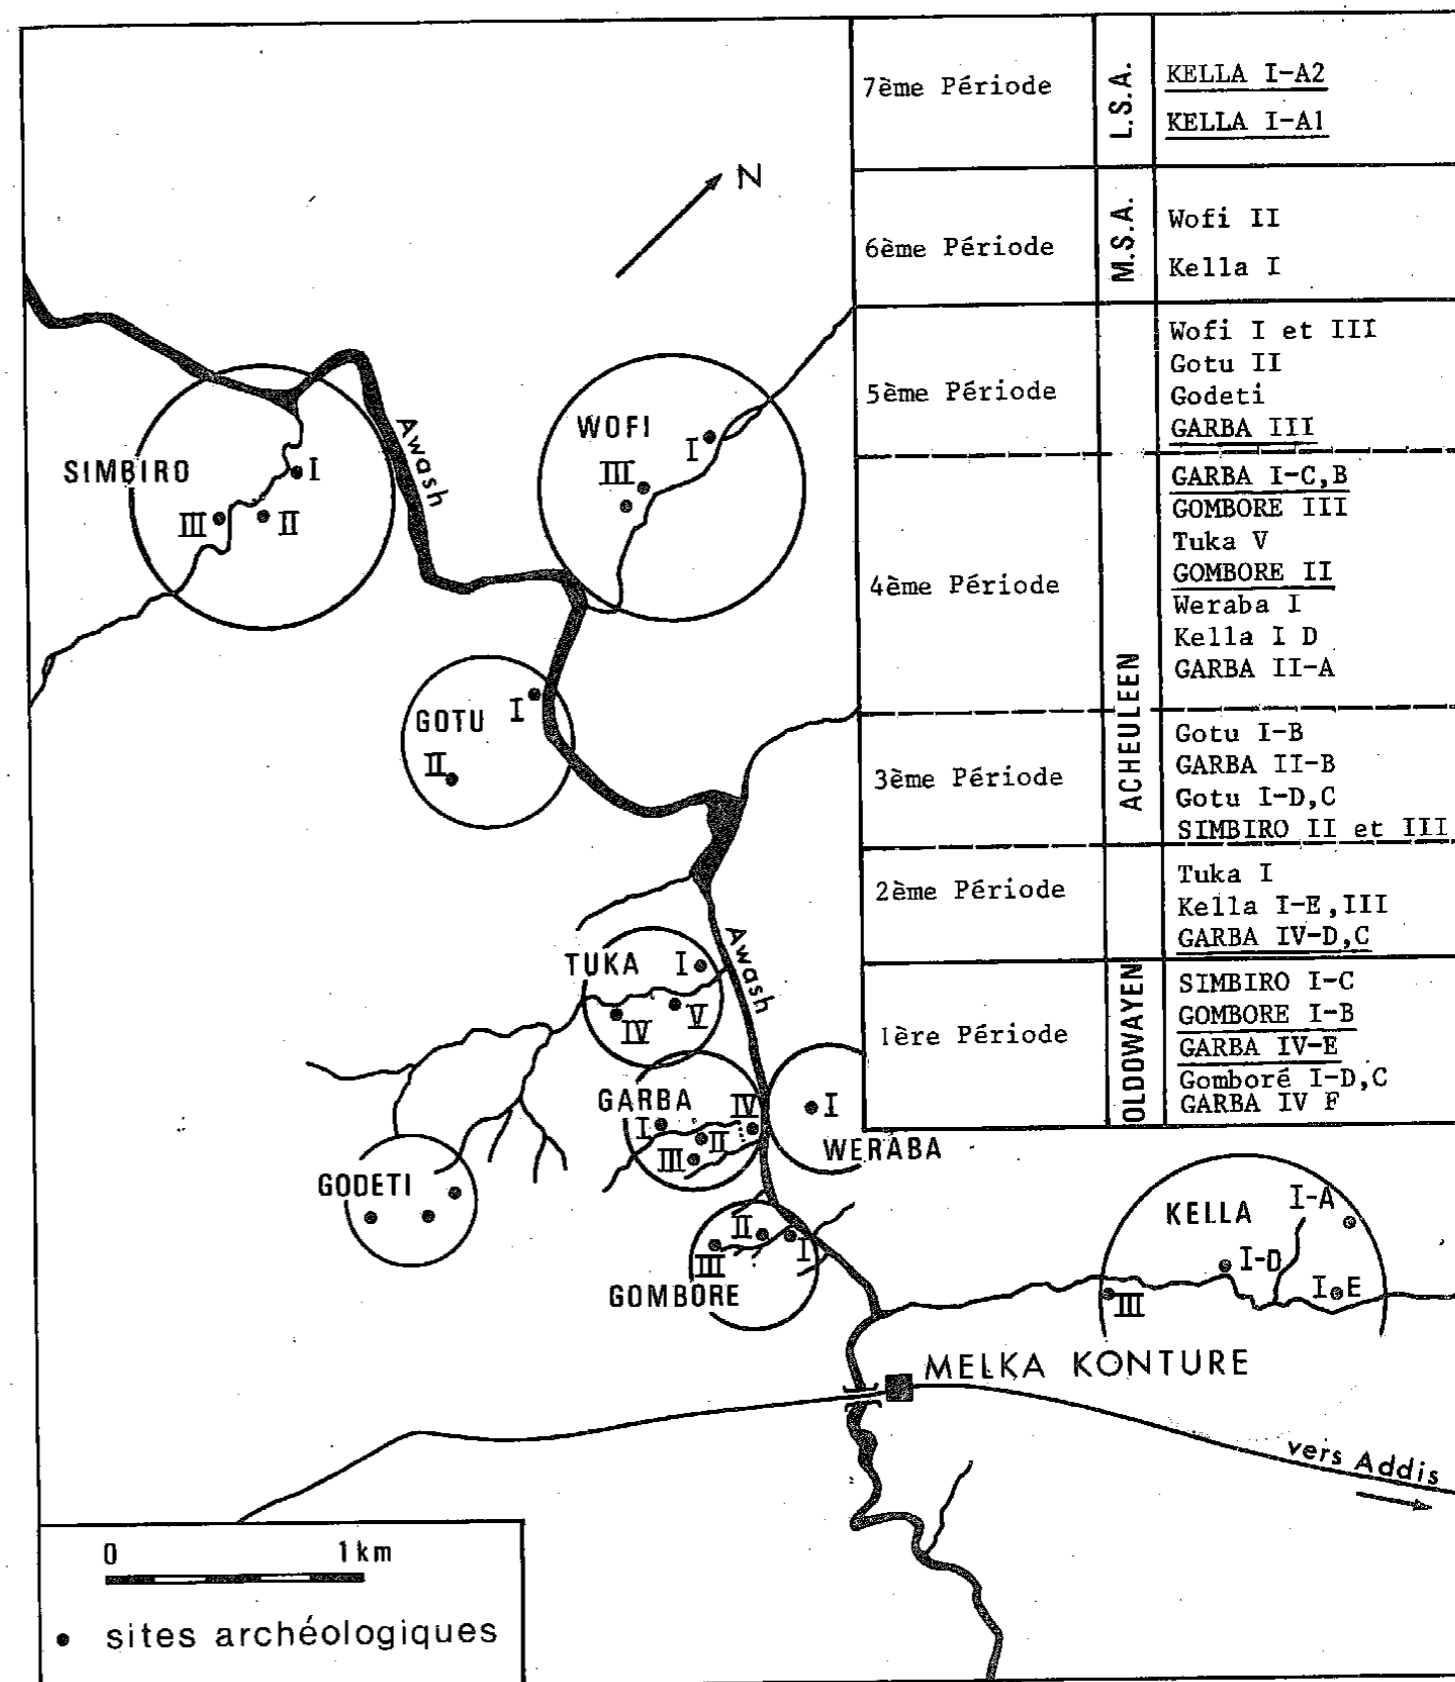 7ème Période
L.S.A.
KELLA I-A2
KELLA I-A1
6ème Période
M.S.A.
Wofi II
Kella I
5ème Période
ACHEULEEN
Wofi I et III
Gotu II
Godeti
GARBA III
4ème Période
GARBA I-C,B
GOMBORE III
Tuka V
GOMBORE II
Weraba I
Kella I D
GARBA II-A
3ème Période
Gotu I-B
GARBA II-B
Gotu I-D,C
SIMBIRO II et III
2ème Période
Tuka I
Kella I-E,III
GARBA IV-D,C
1ère Période
OLDOWAYEN
SIMBIRO I-C
GOMBORE I-B
GARBA IV-E
Gomboré I-D,C
GARBA IV F
N
SIMBIRO
I
III
II
Awash
WOFI
I
III
GOTU
I
II
TUKA
I
IV
V
Awash
GARBA
I
II
III
IV
I
WERABA
GODETI
II
I
III
GOMBORE
KELLA
I-A
I-D
I E
III
MELKA KONTURE
vers Addis
0 1 km
sites archéologiques